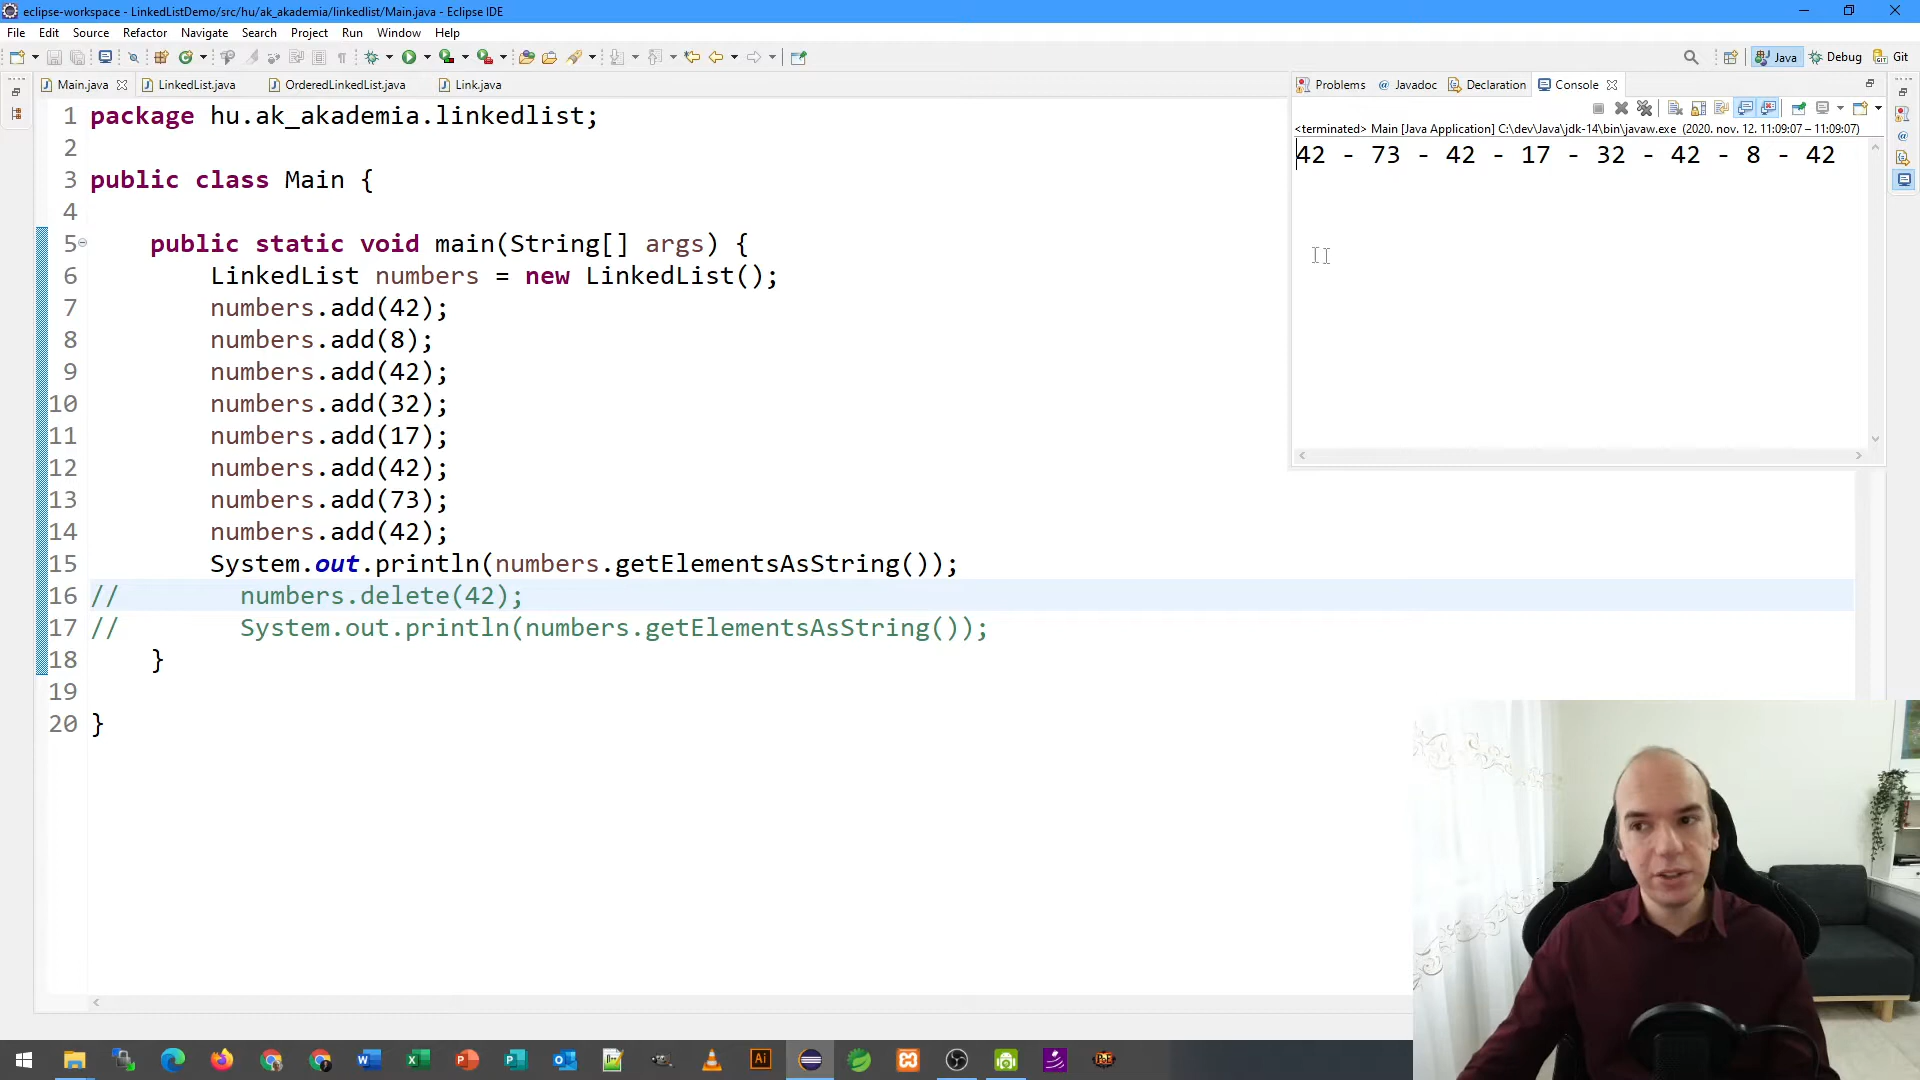 eclipse-workspace - LinkedListDemo/src/hu/ak_akademia/linkedlist/Main.java - Eclipse IDE
File Edit Source Refactor Navigate Search Project Run Window Help
Java Debug Git
Main.java LinkedList.java OrderedLinkedList.java Link.java
1 package hu.ak_akademia.linkedlist;
2
3 public class Main {
4
5 public static void main(String[] args) {
6 LinkedList numbers = new LinkedList();
7 numbers.add(42);
8 numbers.add(8);
9 numbers.add(42);
10 numbers.add(32);
11 numbers.add(17);
12 numbers.add(42);
13 numbers.add(73);
14 numbers.add(42);
15 System.out.println(numbers.getElementsAsString());
16 // numbers.delete(42);
17 // System.out.println(numbers.getElementsAsString());
18 }
19
20 }
Problems @ Javadoc Declaration Console
<terminated> Main [Java Application] C:\dev\Java\jdk-14\bin\javaw.exe (2020. nov. 12. 11:09:07 – 11:09:07)
42 - 73 - 42 - 17 - 32 - 42 - 8 - 42
Ai